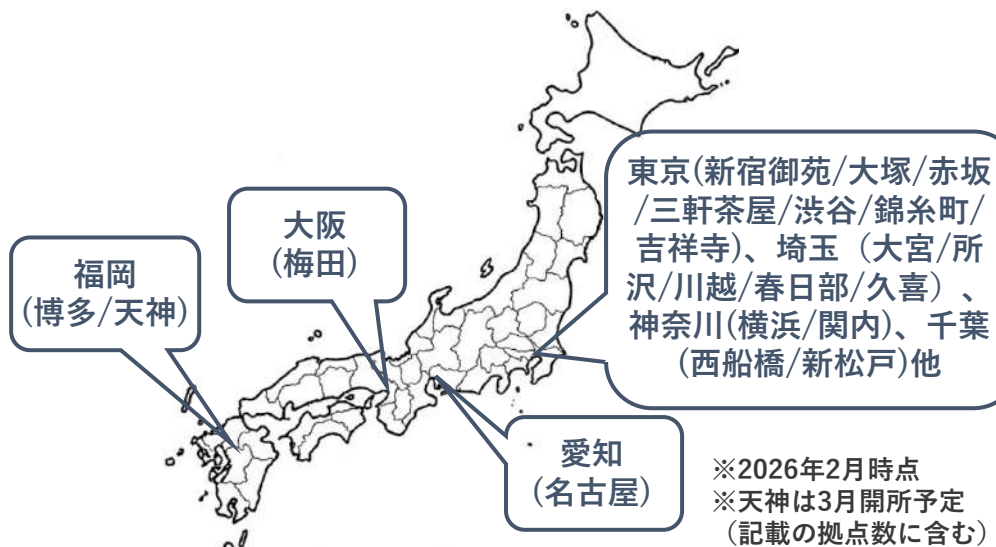 東京(新宿御苑/大塚/赤坂
/三軒茶屋/渋谷/錦糸町/
吉祥寺)、埼玉（大宮/所
沢/川越/春日部/久喜）、
神奈川(横浜/関内)、千葉
(西船橋/新松戸)他
大阪
(梅田)
福岡
(博多/天神)
愛知
(名古屋)
※2026年2月時点
※天神は3月開所予定
（記載の拠点数に含む）